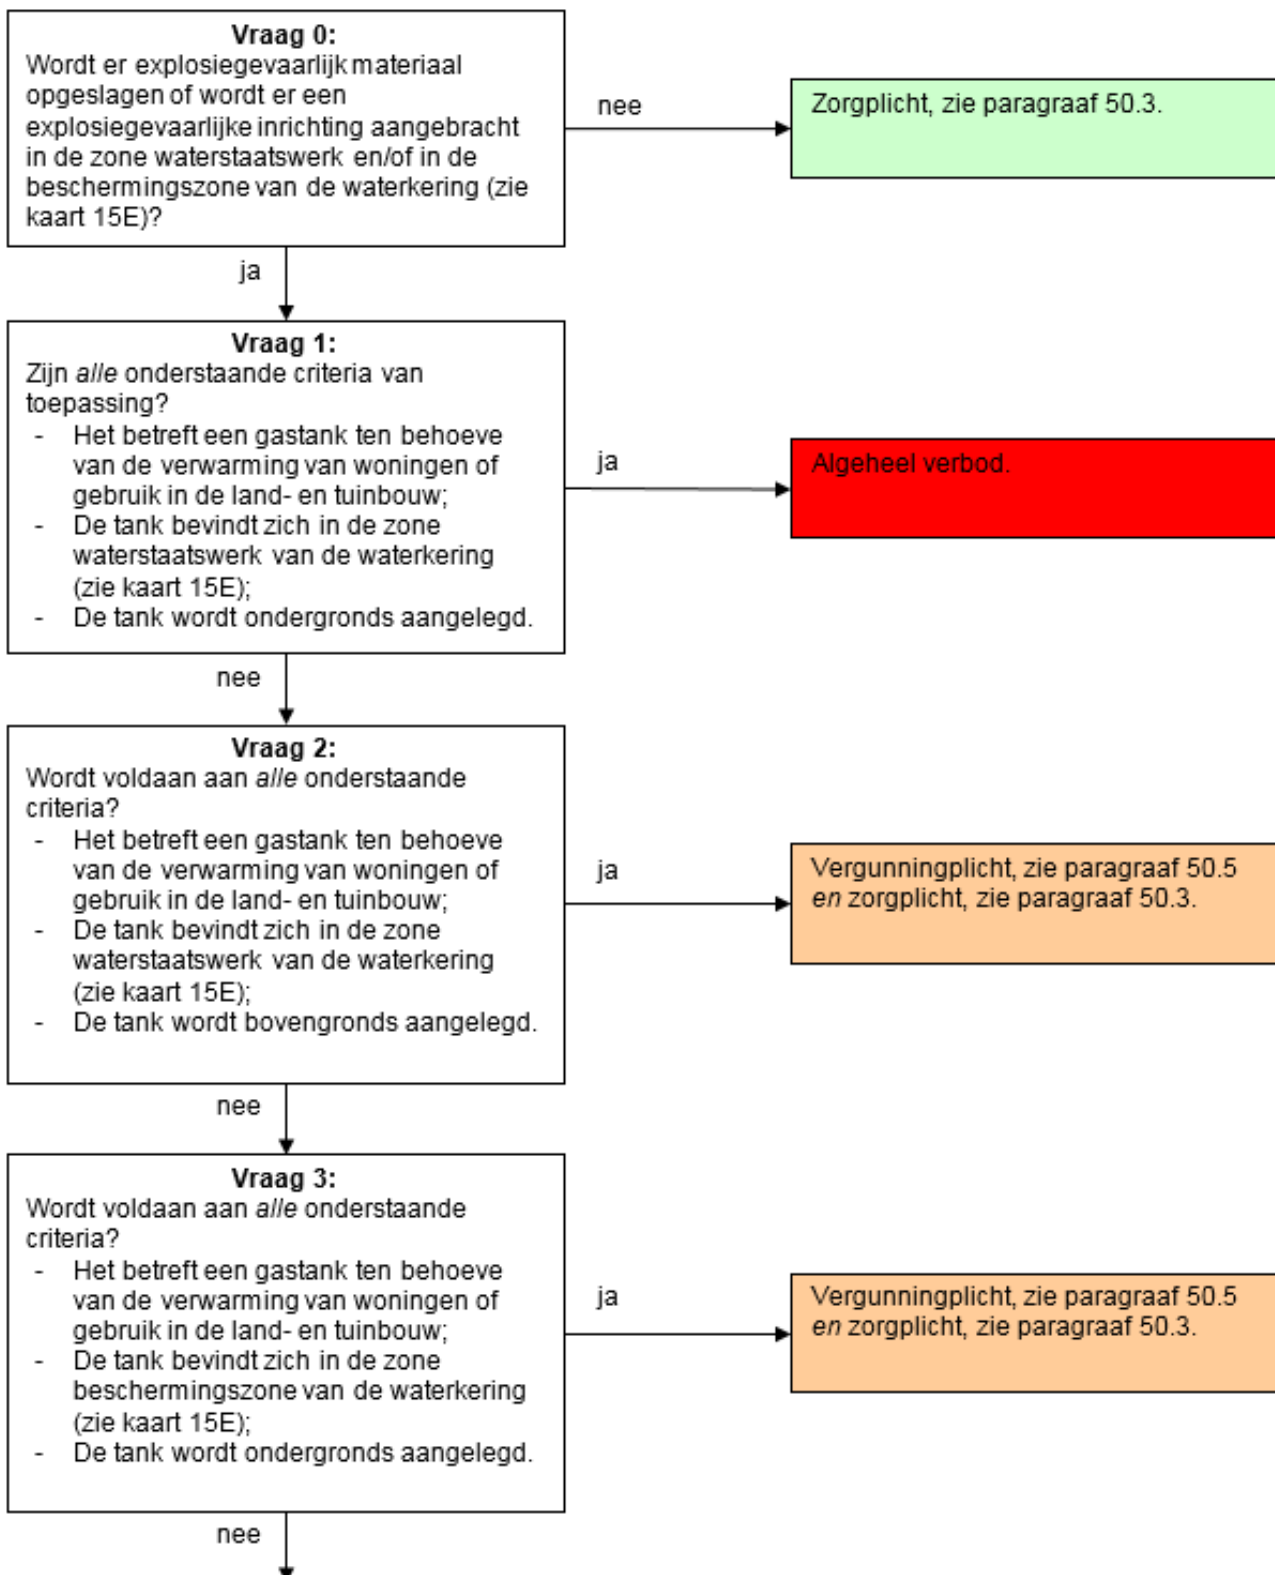 Vraag 0:
Wordt er explosiegevaarlijk materiaal
opgeslagen of wordt er een
explosiegevaarlijke inrichting aangebracht
in de zone waterstaatswerk en/of in de
beschermingszone van de waterkering (zie
kaart 15E)?
nee
Zorgplicht, zie paragraaf 50.3.
ja
Vraag 1:
Zijn alle onderstaande criteria van
toepassing?
- Het betreft een gastank ten behoeve
van de verwarming van woningen of
gebruik in de land- en tuinbouw;
- De tank bevindt zich in de zone
waterstaatswerk van de waterkering
(zie kaart 15E);
- De tank wordt ondergronds aangelegd.
ja
Algeheel verbod.
nee
Vraag 2:
Wordt voldaan aan alle onderstaande
criteria?
- Het betreft een gastank ten behoeve
van de verwarming van woningen of
gebruik in de land- en tuinbouw;
- De tank bevindt zich in de zone
waterstaatswerk van de waterkering
(zie kaart 15E);
- De tank wordt bovengronds aangelegd.
ja
Vergunningplicht, zie paragraaf 50.5
en zorgplicht, zie paragraaf 50.3.
nee
Vraag 3:
Wordt voldaan aan alle onderstaande
criteria?
- Het betreft een gastank ten behoeve
van de verwarming van woningen of
gebruik in de land- en tuinbouw;
- De tank bevindt zich in de zone
beschermingszone van de waterkering
(zie kaart 15E);
- De tank wordt ondergronds aangelegd.
ja
Vergunningplicht, zie paragraaf 50.5
en zorgplicht, zie paragraaf 50.3.
nee